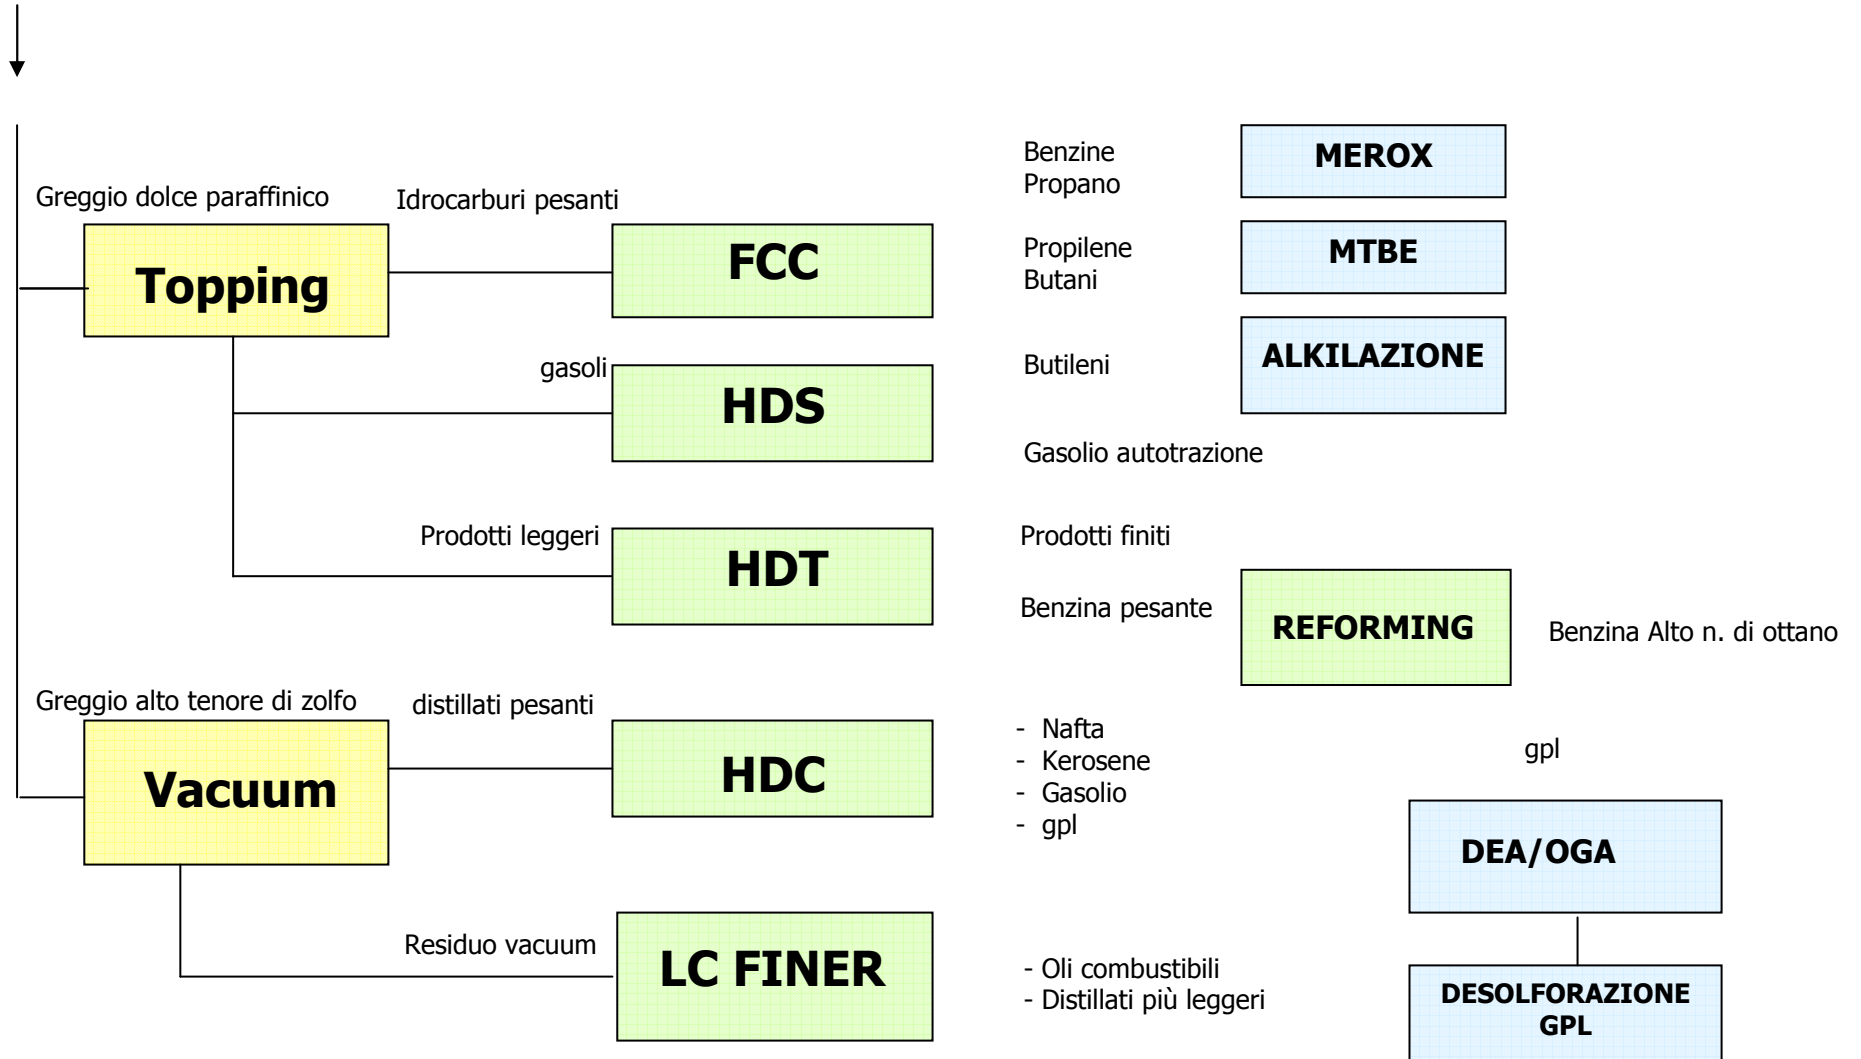 Benzine
Propano
MEROX
Greggio dolce paraffinico
Idrocarburi pesanti
Topping
FCC
Propilene
Butani
MTBE
gasoli
HDS
Butileni
ALKILAZIONE
Gasolio autotrazione
Prodotti leggeri
HDT
Prodotti finiti
Benzina pesante
REFORMING
Benzina Alto n. di ottano
Greggio alto tenore di zolfo
distillati pesanti
Vacuum
HDC
- Nafta
- Kerosene
- Gasolio
- gpl
gpl
DEA/OGA
Residuo vacuum
LC FINER
- Oli combustibili
- Distillati più leggeri
DESOLFORAZIONE
GPL